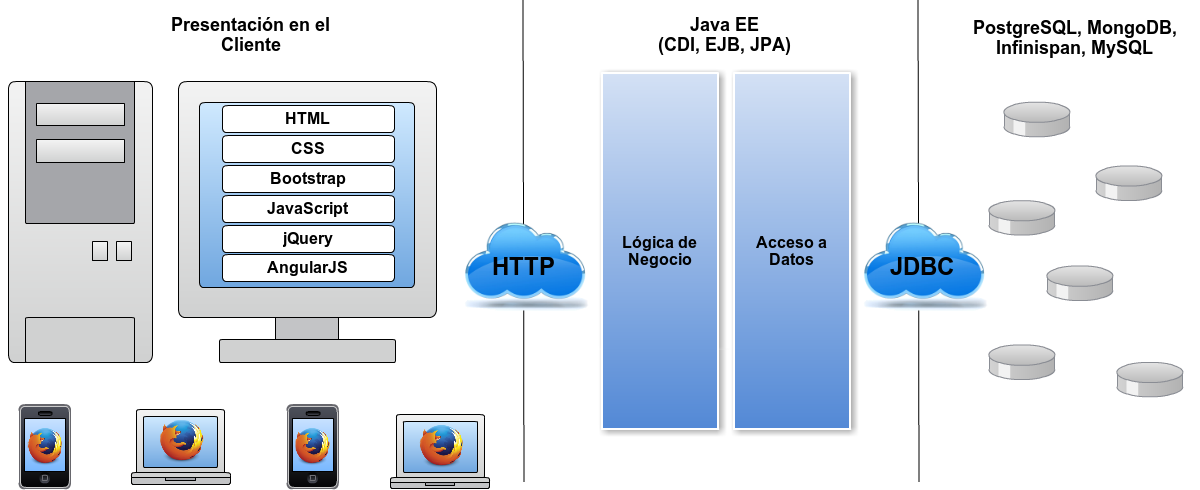 Presentación en el
Cliente
HTML
CSS
Bootstrap
JavaScript
jQuery
AngularJS
HTTP
Java EE
(CDI, EJB, JPA)
Lógica de
Negocio
Acceso a
Datos
JDBC
PostgreSQL, MongoDB,
Infinispan, MySQL